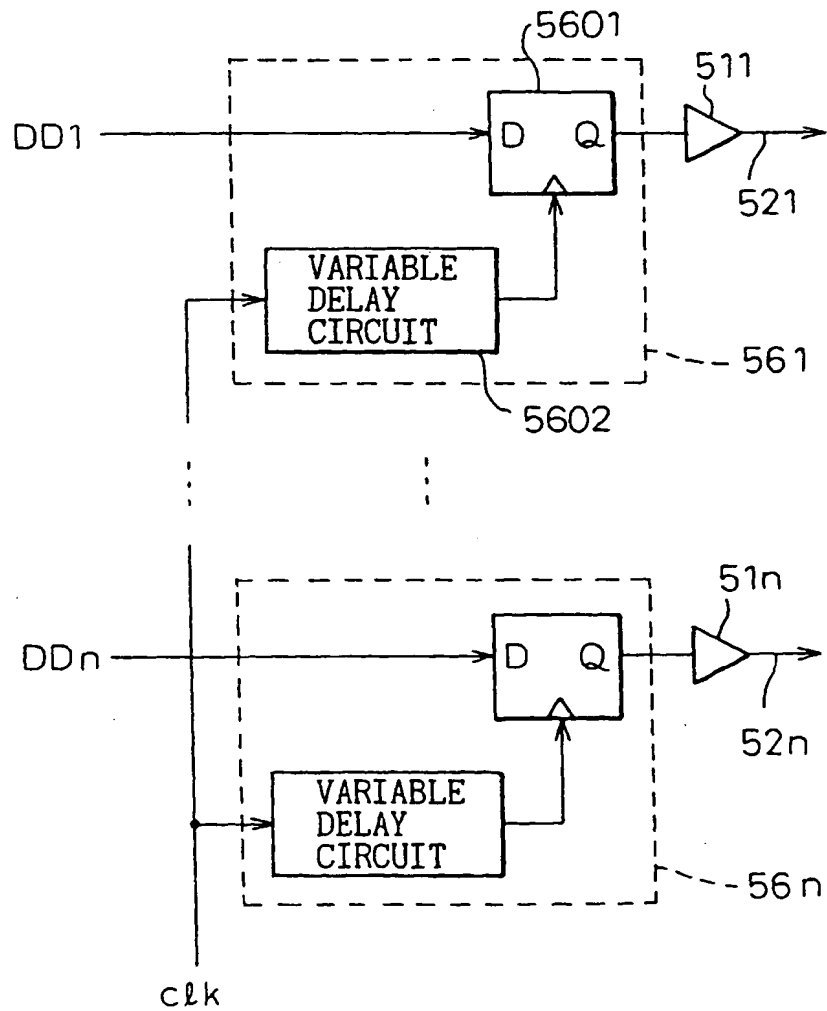 5601
511
DD1
D Q
521
VARIABLE
DELAY
CIRCUIT
561
5602
51n
DDn
D Q
52n
VARIABLE
DELAY
CIRCUIT
56n
clk